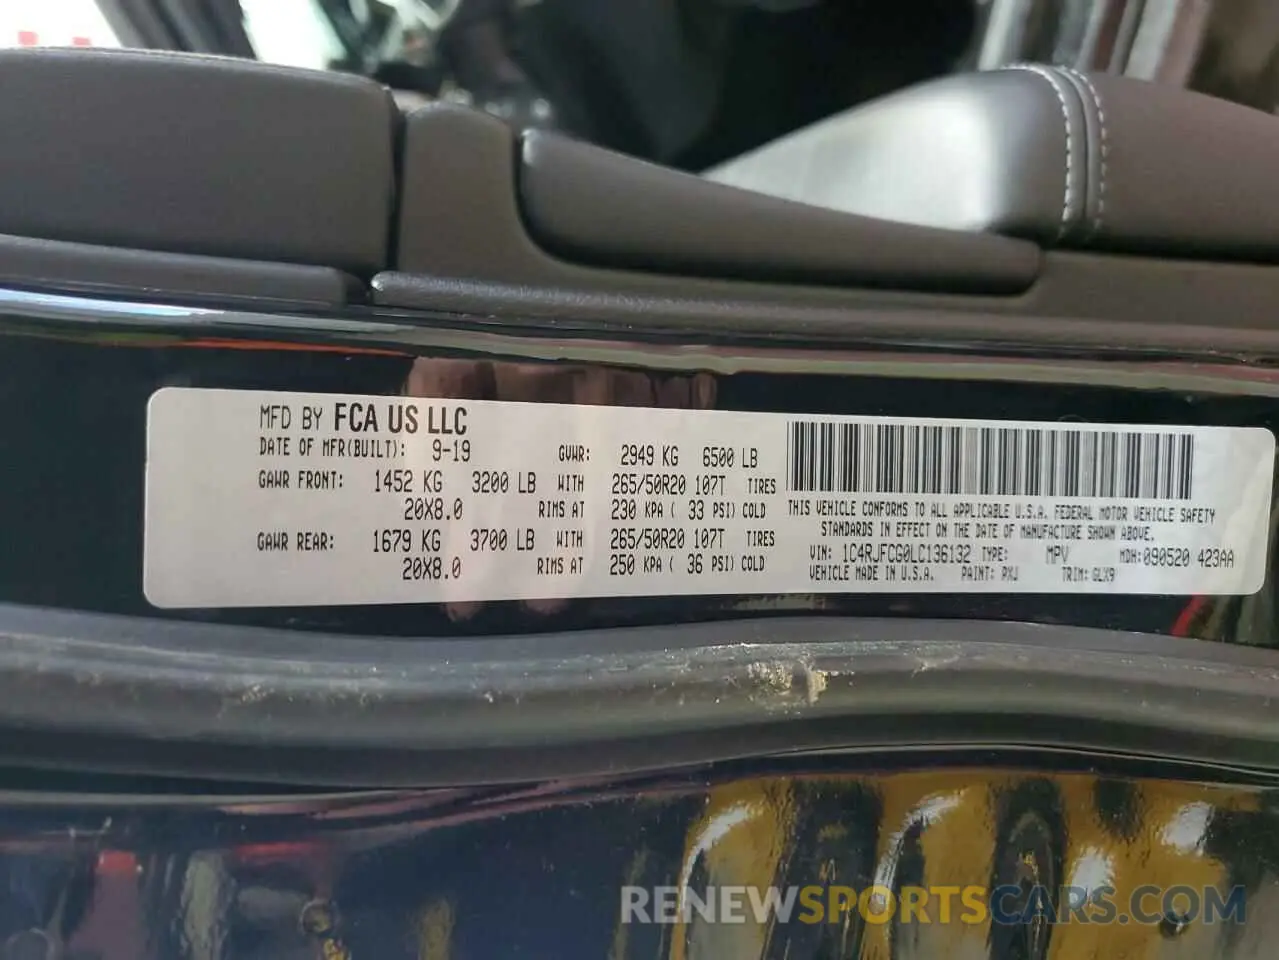 MFD BY FCA US LLC
DATE OF MFR(BUILT): 9-19 GVWR: 2949 KG 6500 LB
GAWR FRONT: 1452 KG 3200 LB WITH 265/50R20 107T TIRES
20X8.0 RIMS AT 230 KPA ( 33 PSI) COLD
GAWR REAR: 1679 KG 3700 LB WITH 265/50R20 107T TIRES
20X8.0 RIMS AT 250 KPA ( 36 PSI) COLD
THIS VEHICLE CONFORMS TO ALL APPLICABLE U.S.A. FEDERAL MOTOR VEHICLE SAFETY
STANDARDS IN EFFECT ON THE DATE OF MANUFACTURE SHOWN ABOVE.
VIN: 1C4RJFCG0LC136132 TYPE: MPV MDH: 090520 423AA
VEHICLE MADE IN U.S.A. PAINT: PXJ TRIM: GLX9
RENEWSPORTSCARS.COM